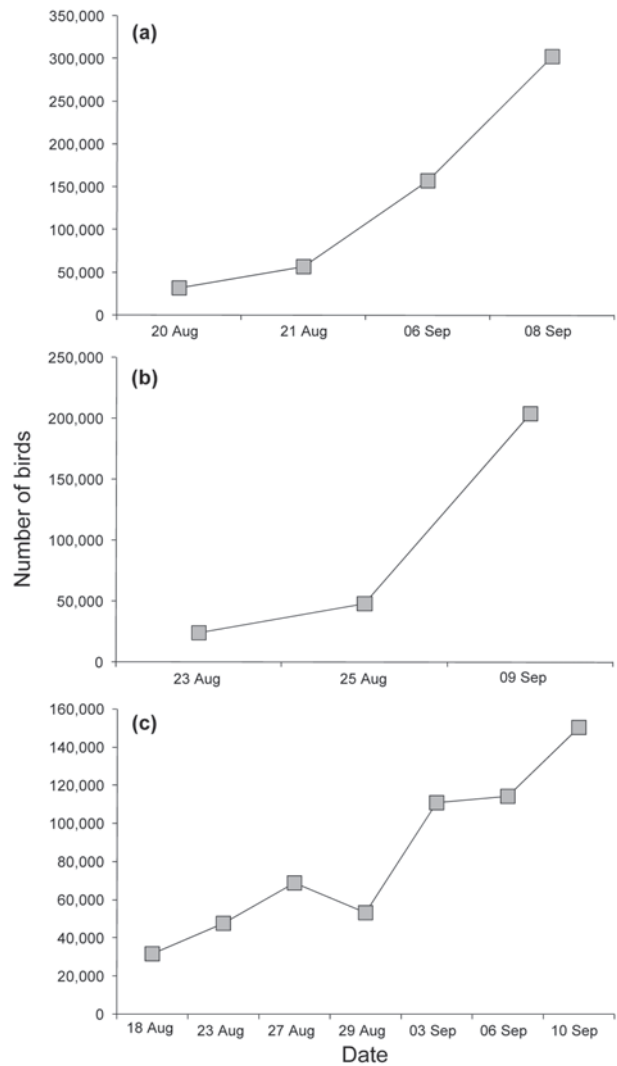 (a)
350,000
300,000
250,000
200,000
150,000
100,000
50,000
0
20 Aug 21 Aug 06 Sep 08 Sep
(b)
250,000
200,000
150,000
100,000
50,000
0
23 Aug 25 Aug 09 Sep
Number of birds
(c)
160,000
140,000
120,000
100,000
80,000
60,000
40,000
20,000
0
18 Aug 23 Aug 27 Aug 29 Aug 03 Sep 06 Sep 10 Sep
Date